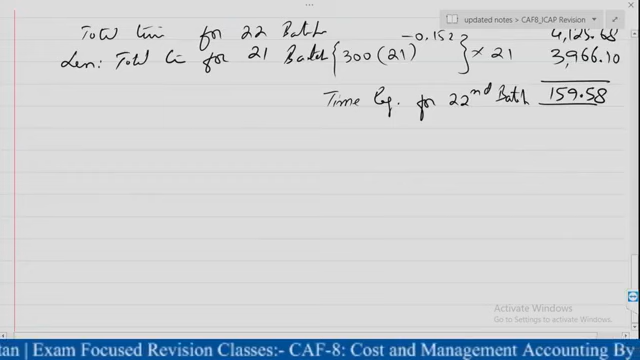 updated notes > CAF8_ICAP Revision
Total time for 22 Batch 4,125.68
Less: Total time for 21 Batch {300 (21)^-0.152} × 21 3,966.10
Time Req. for 22nd Batch 159.58
Activate Windows
Go to Settings to activate Windows.
tan | Exam Focused Revision Classes:- CAF-8: Cost and Management Accounting By